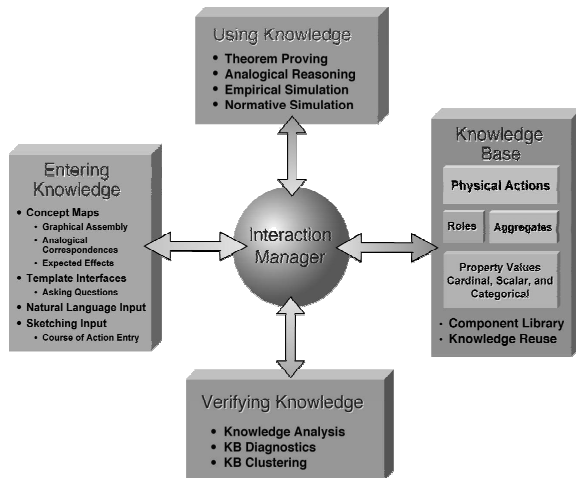 Using Knowledge
• Theorem Proving
• Analogical Reasoning
• Empirical Simulation
• Normative Simulation
Entering
Knowledge
• Concept Maps
• Graphical Assembly
• Analogical
Correspondences
• Expected Effects
• Template Interfaces
• Asking Questions
• Natural Language Input
• Sketching Input
• Course of Action Entry
Interaction
Manager
Knowledge
Base
Physical Actions
Roles
Aggregates
Property Values
Cardinal, Scalar, and
Categorical
• Component Library
• Knowledge Reuse
Verifying Knowledge
• Knowledge Analysis
• KB Diagnostics
• KB Clustering